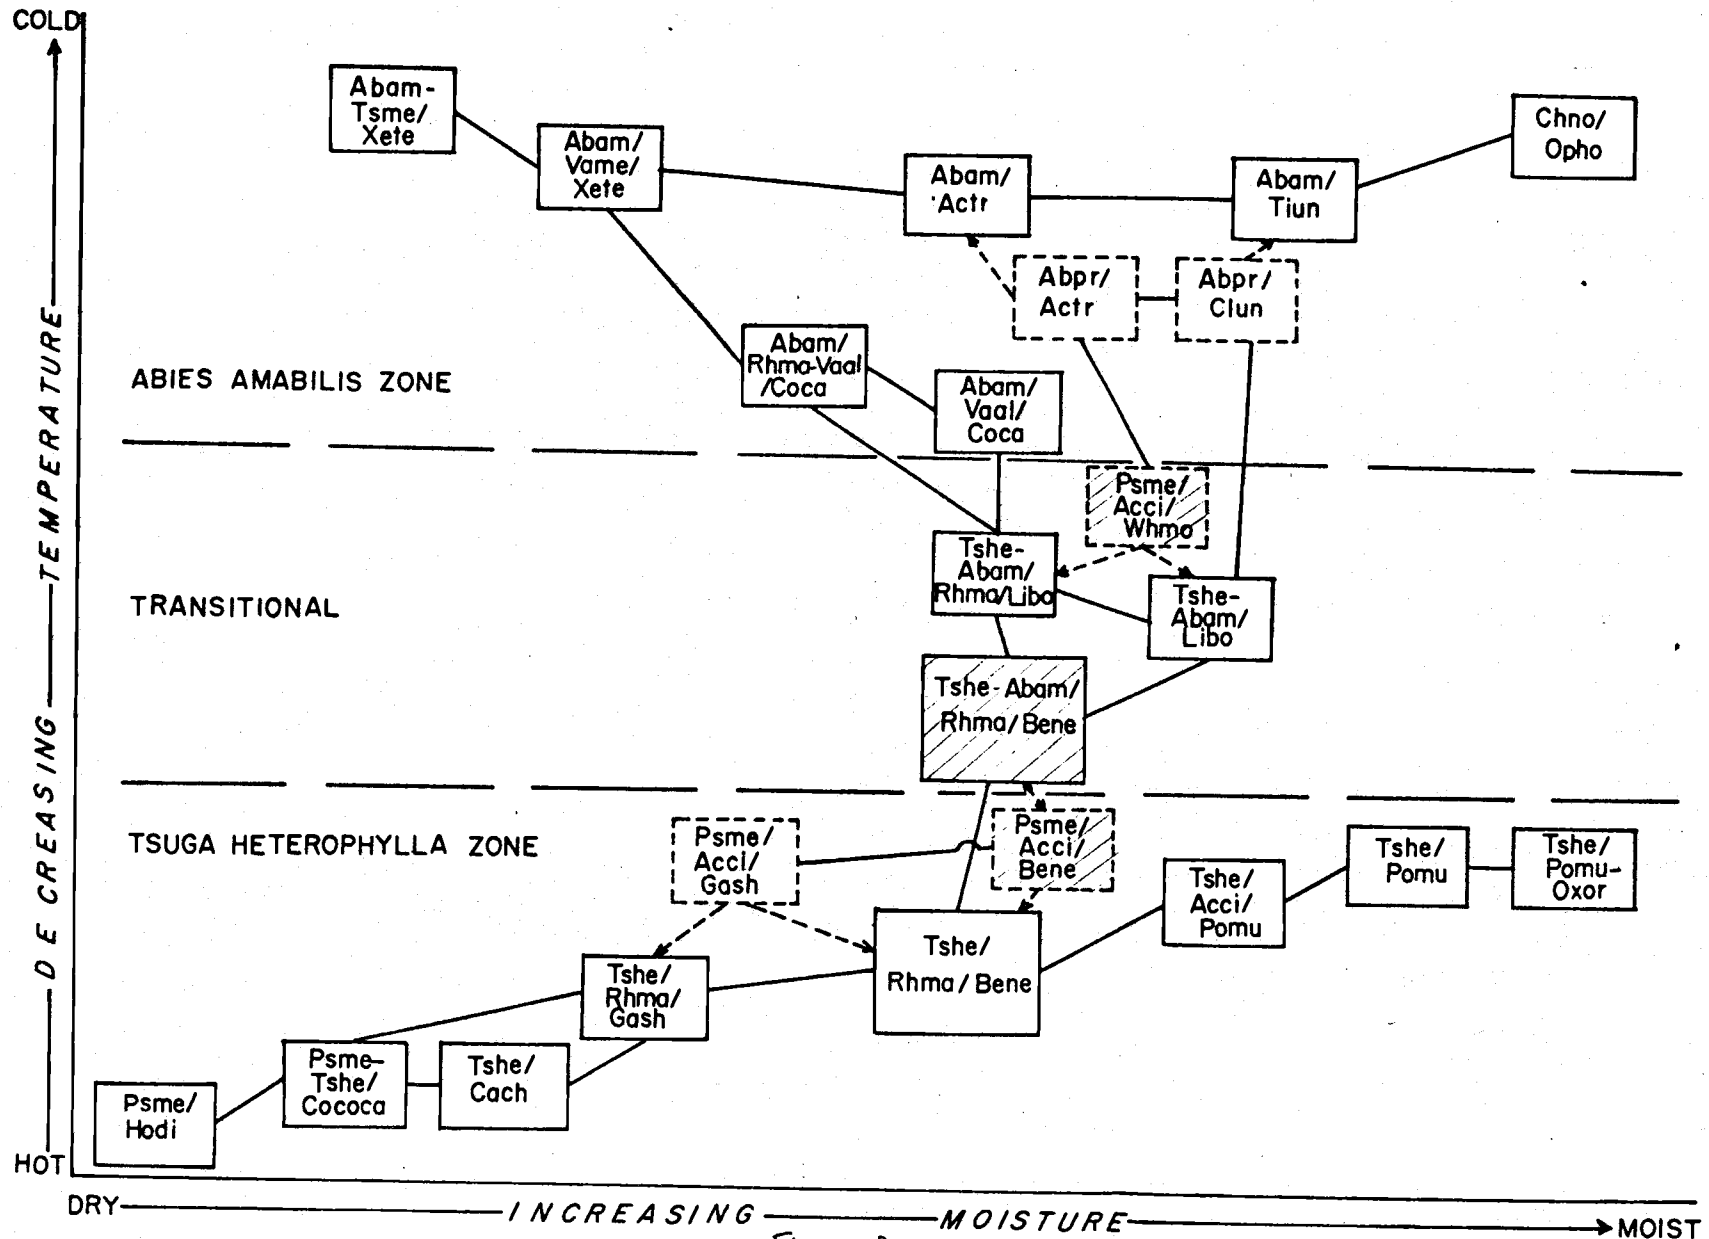 COLD
Abam-
Tsme/
Xete
Abam/
Vame/
Xete
Abam/
Actr
Abam/
Tiun
Chno/
Opho
Abpr/
Actr
Abpr/
Clun
Abam/
Rhma-Vaal
/Coca
Abam/
Vaal/
Coca
ABIES AMABILIS ZONE
Psme/
Acci/
Whmo
Tshe-
Abam/
Rhma/Libo
Tshe-
Abam/
Libo
TRANSITIONAL
Tshe-Abam/
Rhma/Bene
TSUGA HETEROPHYLLA ZONE
Psme/
Acci/
Gash
Psme/
Acci/
Bene
Tshe/
Acci/
Pomu
Tshe/
Pomu
Tshe/
Pomu-
Oxor
Tshe/
Rhma/
Gash
Tshe/
Rhma/Bene
Psme/
Hodi
Psme-
Tshe/
Cococa
Tshe/
Cach
DECREASING TEMPERATURE
HOT
DRY INCREASING MOISTURE MOIST